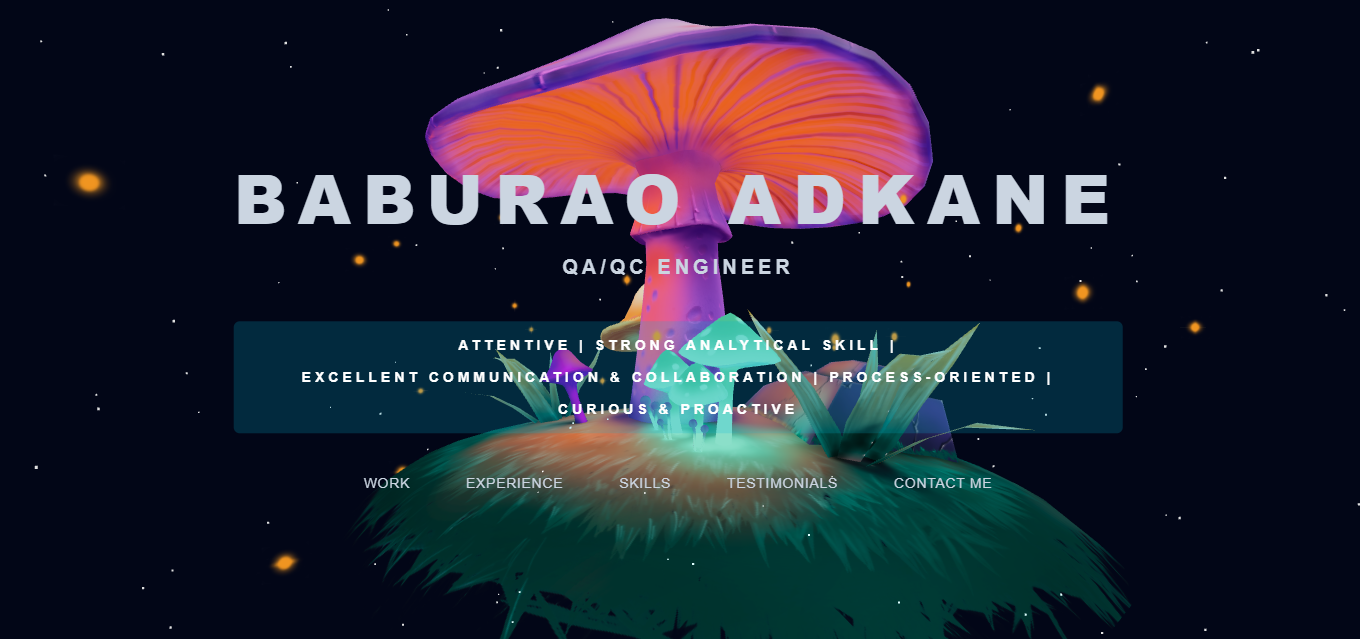 BABURAO ADKANE
QA/QC ENGINEER
ATTENTIVE | STRONG ANALYTICAL SKILL |
EXCELLENT COMMUNICATION & COLLABORATION | PROCESS-ORIENTED |
CURIOUS & PROACTIVE
WORK EXPERIENCE SKILLS TESTIMONIALS CONTACT ME